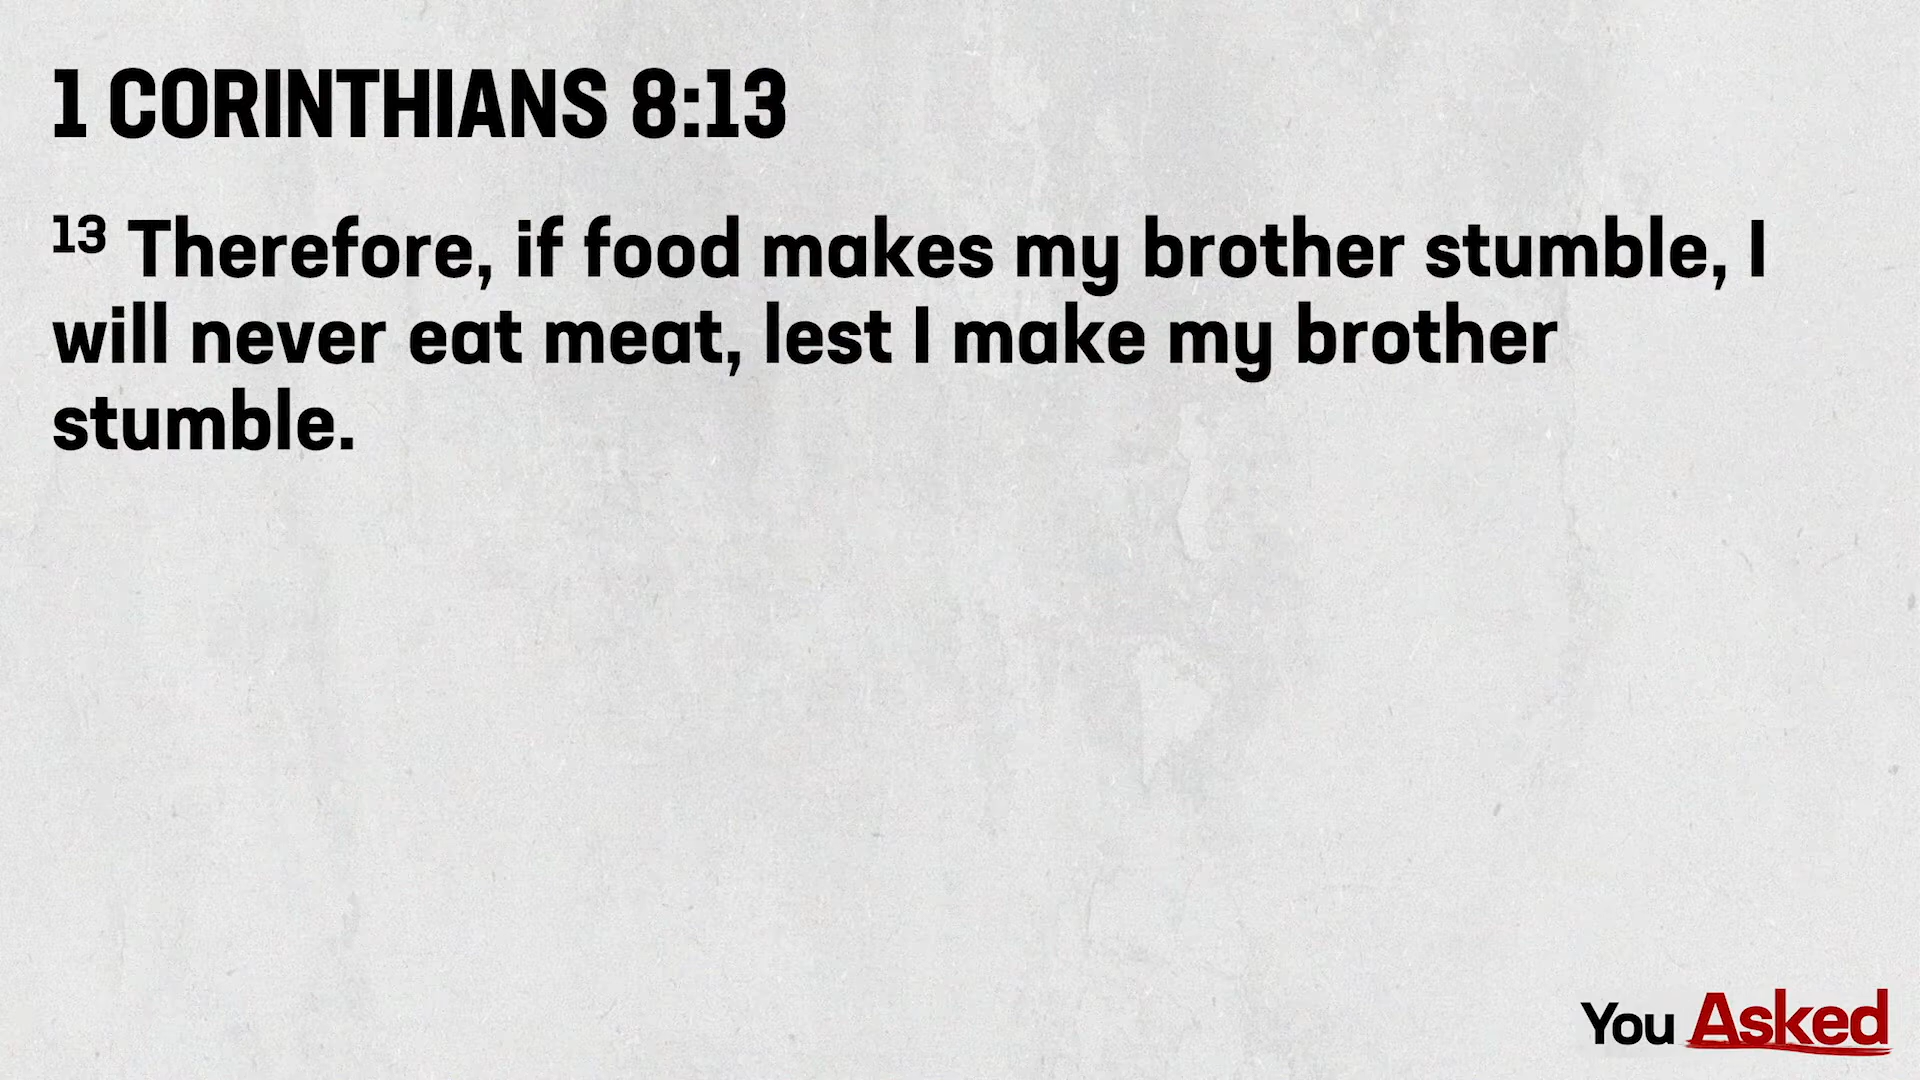 1 CORINTHIANS 8:13
13 Therefore, if food makes my brother stumble, I
will never eat meat, lest I make my brother
stumble.
You Asked